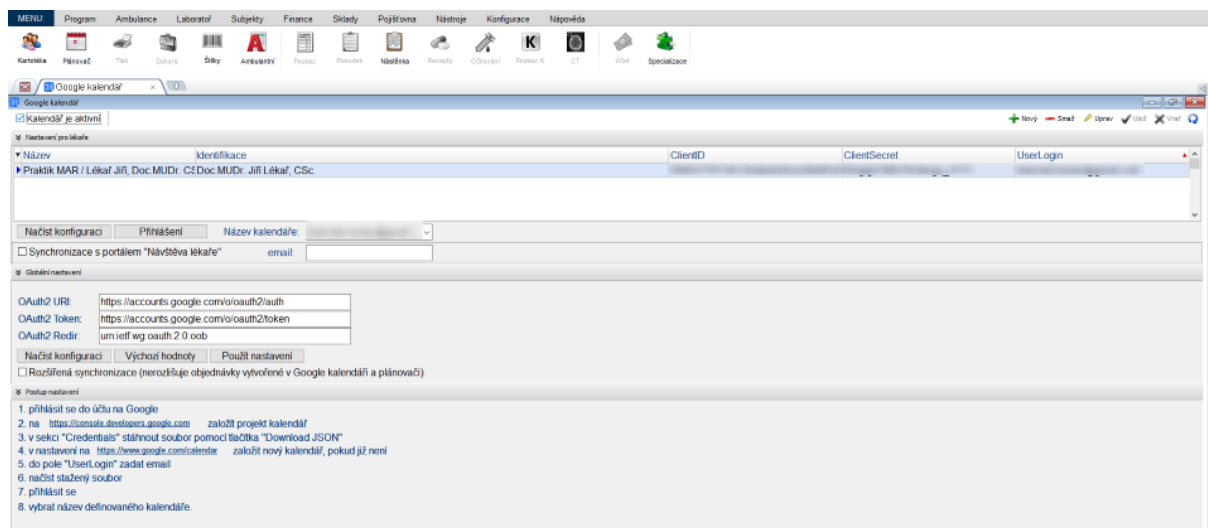 MENU: Program Ambulance Laboratoř Subjekty Finance Sklady Pojišťovna Nástroje Konfigurace Nápověda
Kartotéka Plánovač Tisk Dekurs Štítky Ambulantní Poukaz Posudek Nástěnka Recepty Očkování Poukaz K CT Účet Specializace
Google kalendář
Google kalendář
Kalendář je aktivní
Nový Smaž Uprav Ulož Vrať
Nastavení pro lékaře
Název Identifikace ClientID ClientSecret UserLogin
Praktik MAR / Lékař Jiří, Doc.MUDr. CS Doc.MUDr. Jiří Lékař, CSc.
Načíst konfiguraci Přihlášení Název kalendáře:
Synchronizace s portálem "Návštěva lékaře" email:
Globální nastavení
OAuth2 URI: https://accounts.google.com/o/oauth2/auth
OAuth2 Token: https://accounts.google.com/o/oauth2/token
OAuth2 Redir: urn:ietf:wg:oauth:2.0:oob
Načíst konfiguraci Výchozí hodnoty Použít nastavení
Rozšířená synchronizace (nerozlišuje objednávky vytvořené v Google kalendáři a plánovači)
Postup nastavení
1. přihlásit se do účtu na Google
2. na https://console.developers.google.com založit projekt kalendář
3. v sekci "Credentials" stáhnout soubor pomocí tlačítka "Download JSON"
4. v nastavení na https://www.google.com/calendar založit nový kalendář, pokud již není
5. do pole "UserLogin" zadat email
6. načíst stažený soubor
7. přihlásit se
8. vybrat název definovaného kalendáře.